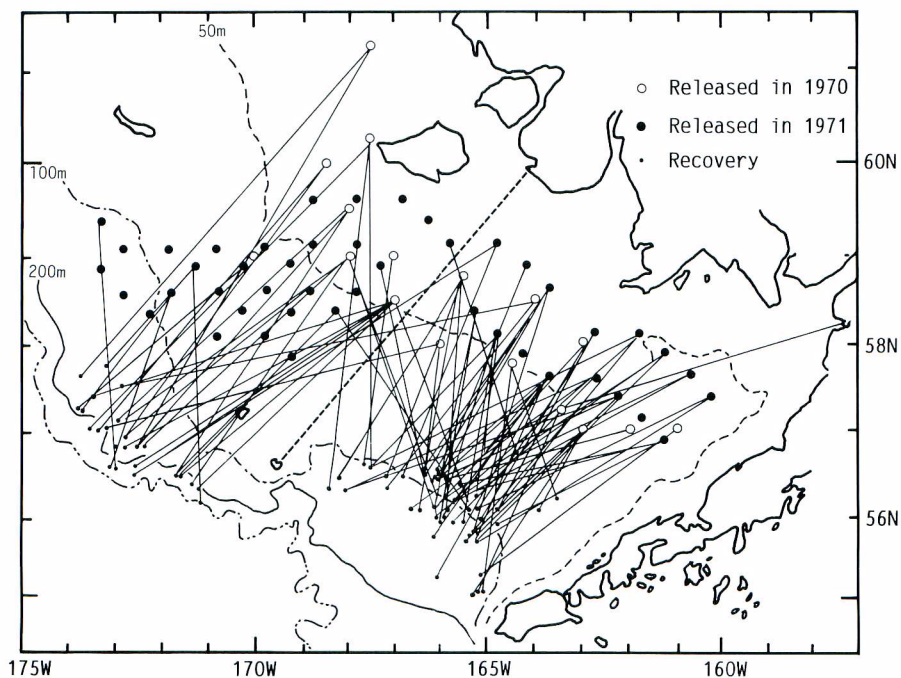 50m
Released in 1970
Released in 1971
Recovery
60N
100m
200m
58N
56N
175W
170W
165W
160W